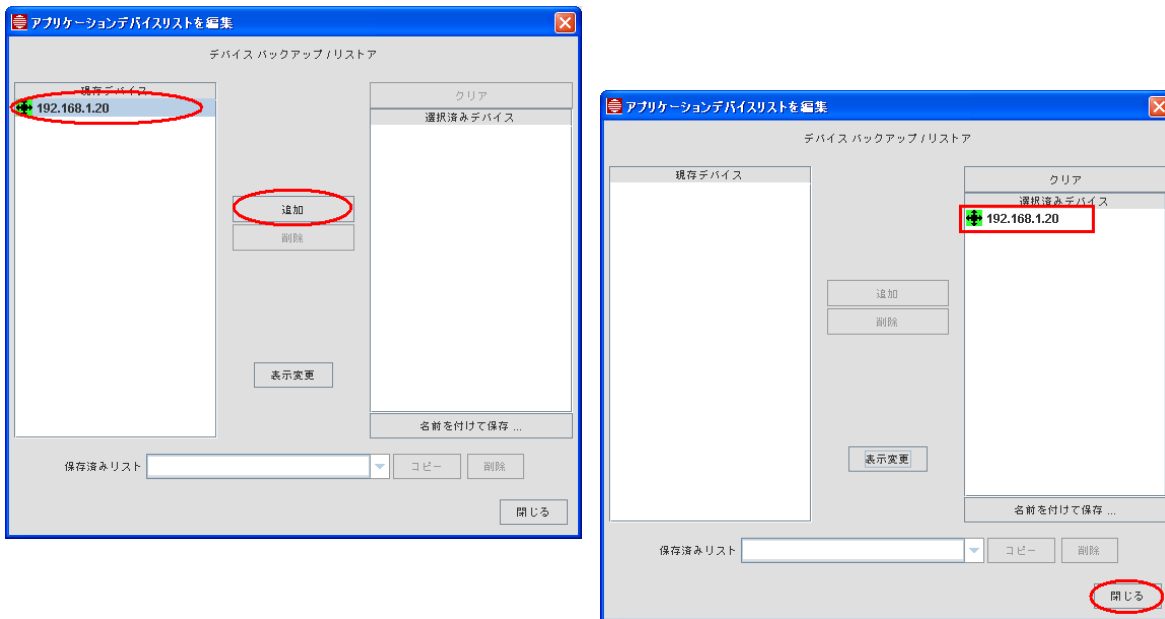 アプリケーションデバイスリストを編集
デバイス バックアップ / リストア
現存デバイス
192.168.1.20
追加
削除
表示変更
クリア
選択済みデバイス
名前を付けて保存 ...
保存済みリスト
コピー
削除
閉じる
アプリケーションデバイスリストを編集
デバイス バックアップ / リストア
現存デバイス
追加
削除
表示変更
クリア
選択済みデバイス
192.168.1.20
名前を付けて保存 ...
保存済みリスト
コピー
削除
閉じる